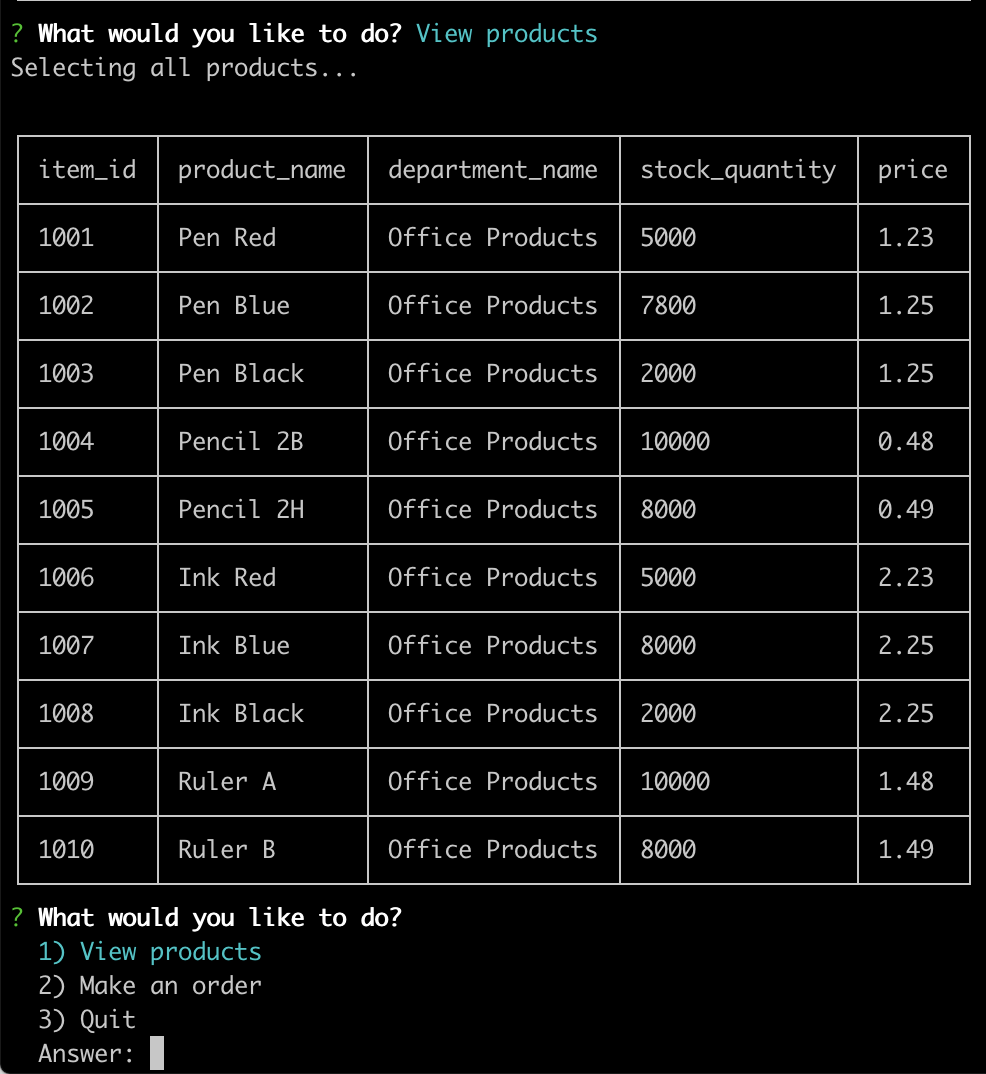 ? What would you like to do? View products
Selecting all products...
item_id product_name department_name stock_quantity price
1001 Pen Red Office Products 5000 1.23
1002 Pen Blue Office Products 7800 1.25
1003 Pen Black Office Products 2000 1.25
1004 Pencil 2B Office Products 10000 0.48
1005 Pencil 2H Office Products 8000 0.49
1006 Ink Red Office Products 5000 2.23
1007 Ink Blue Office Products 8000 2.25
1008 Ink Black Office Products 2000 2.25
1009 Ruler A Office Products 10000 1.48
1010 Ruler B Office Products 8000 1.49
? What would you like to do?
1) View products
2) Make an order
3) Quit
Answer: